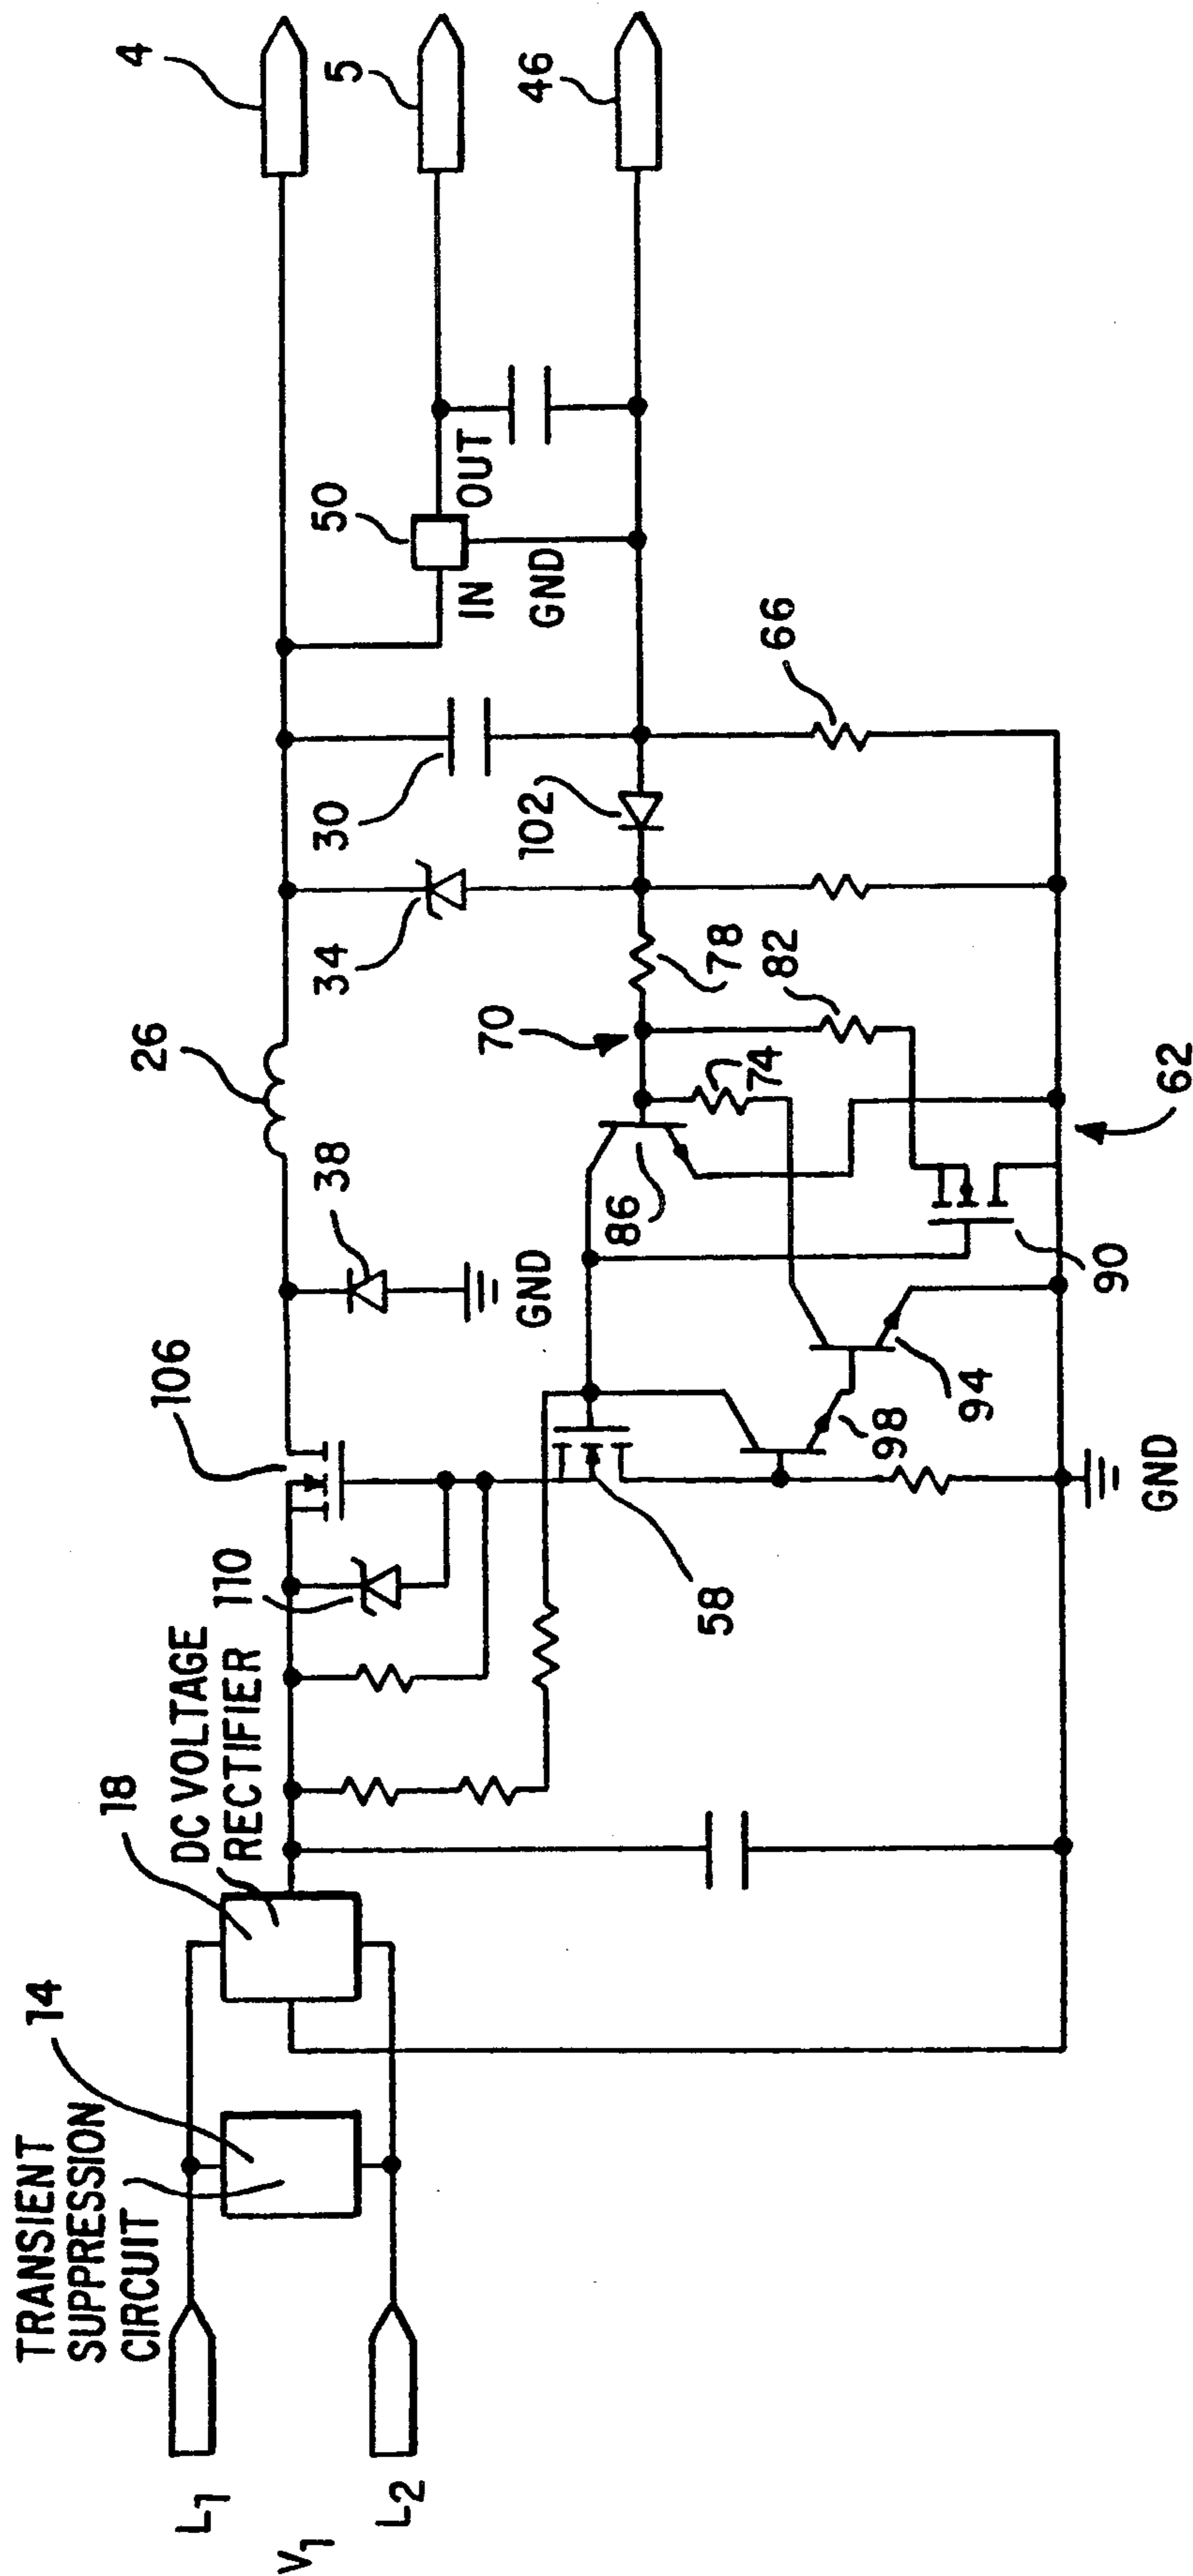 4
5
46
50
OUT
IN
GND
66
30
102
34
78
82
26
70
74
62
38
86
90
GND
106
94
98
GND
58
110
DC VOLTAGE
RECTIFIER
18
14
TRANSIENT
SUPPRESSION
CIRCUIT
L1
V1
L2